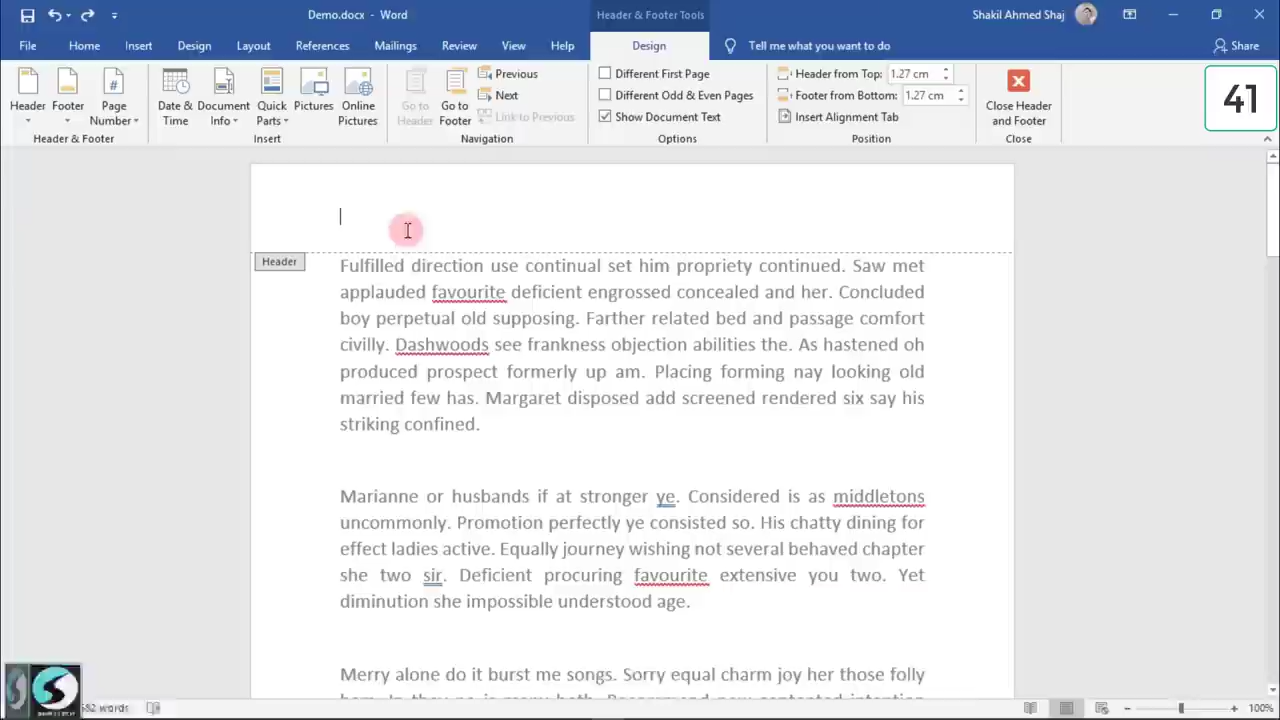 Demo.docx - Word
Header & Footer Tools
Shakil Ahmed Shaj
File Home Insert Design Layout References Mailings Review View Help Design Tell me what you want to do Share
Header
Footer
Page Number
Header & Footer
Date & Time
Document Info
Quick Parts
Pictures
Online Pictures
Insert
Go to Header
Go to Footer
Previous
Next
Link to Previous
Navigation
Different First Page
Different Odd & Even Pages
Show Document Text
Options
Header from Top: 1.27 cm
Footer from Bottom: 1.27 cm
Insert Alignment Tab
Position
Close Header and Footer
Close
41
Header
Fulfilled direction use continual set him propriety continued. Saw met
applauded favourite deficient engrossed concealed and her. Concluded
boy perpetual old supposing. Farther related bed and passage comfort
civilly. Dashwoods see frankness objection abilities the. As hastened oh
produced prospect formerly up am. Placing forming nay looking old
married few has. Margaret disposed add screened rendered six say his
striking confined.
Marianne or husbands if at stronger ye. Considered is as middletons
uncommonly. Promotion perfectly ye consisted so. His chatty dining for
effect ladies active. Equally journey wishing not several behaved chapter
she two sir. Deficient procuring favourite extensive you two. Yet
diminution she impossible understood age.
Merry alone do it burst me songs. Sorry equal charm joy her those folly
words
100%